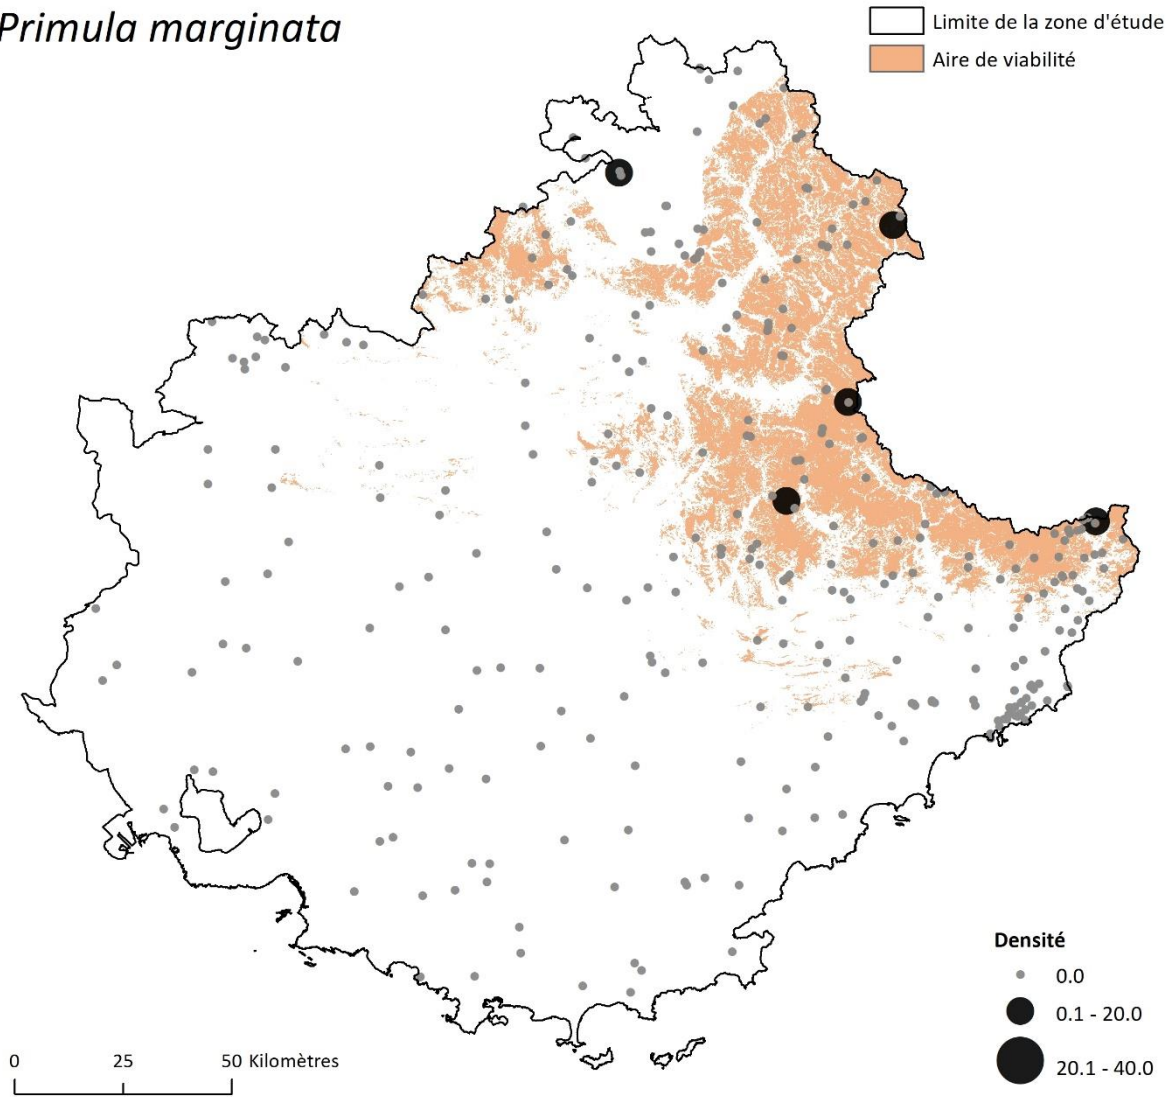 Primula marginata
Limite de la zone d'étude
Aire de viabilité
Densité
0.0
0.1 - 20.0
20.1 - 40.0
0 25 50 Kilomètres